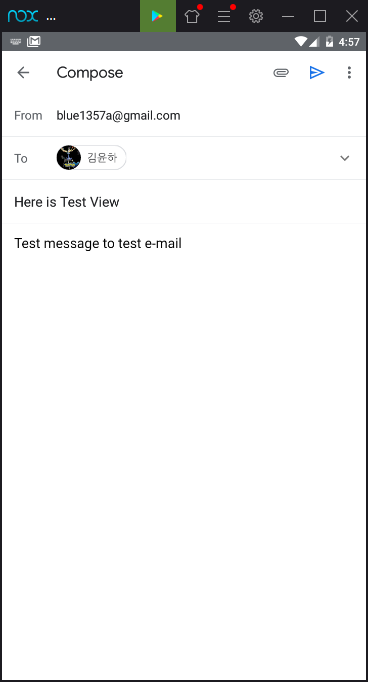 nox ...
4:57
Compose
From blue1357a@gmail.com
To 김윤하
Here is Test View
Test message to test e-mail